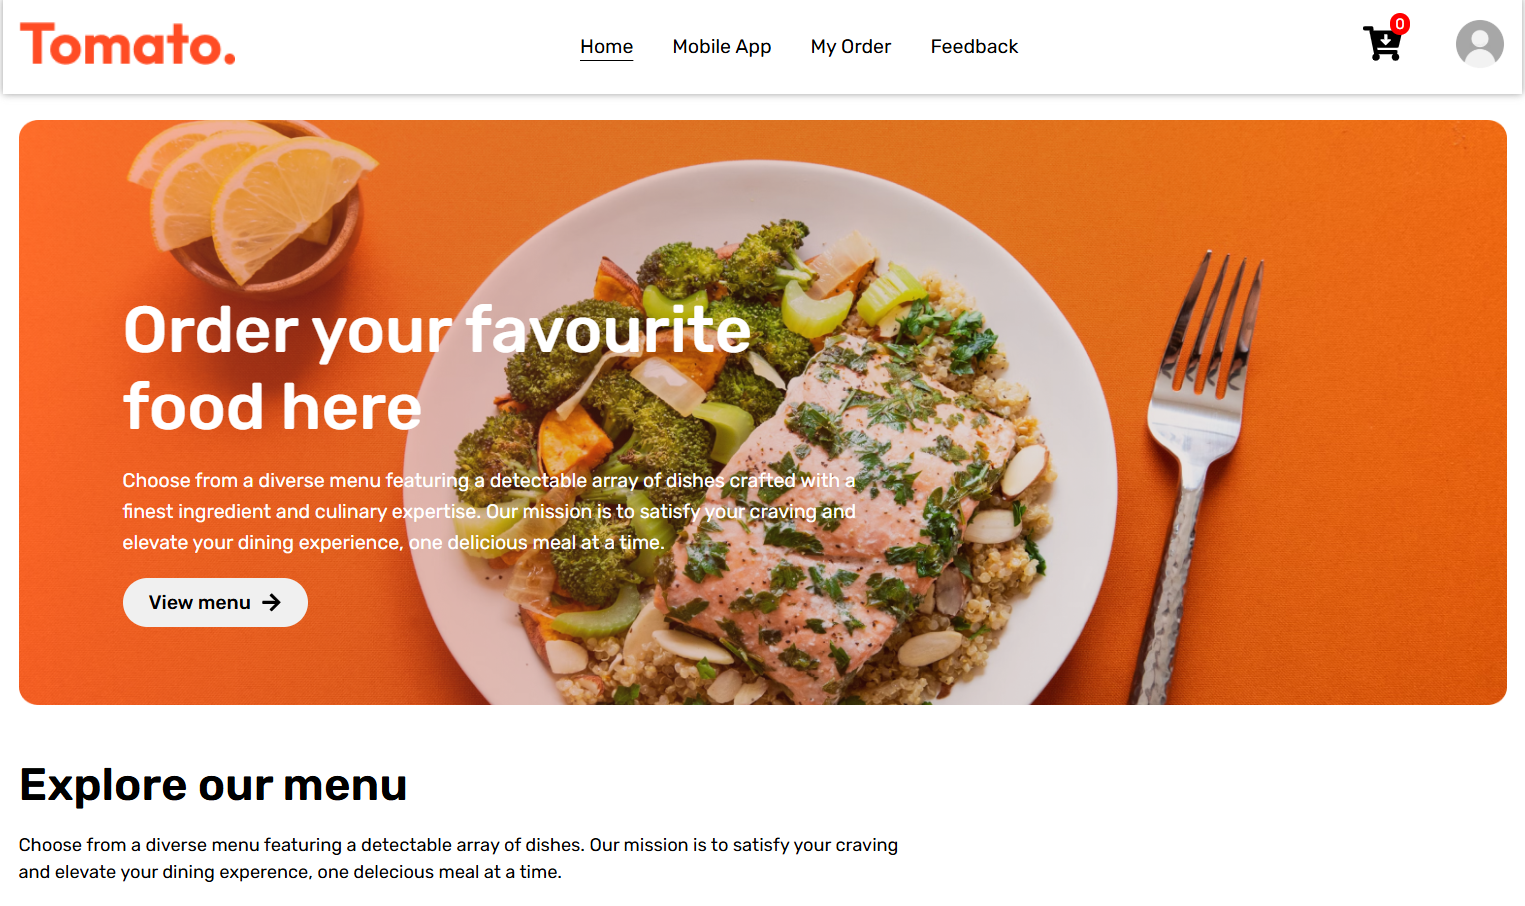 Tomato.
Home Mobile App My Order Feedback
0
Order your favourite
food here
Choose from a diverse menu featuring a detectable array of dishes crafted with a
finest ingredient and culinary expertise. Our mission is to satisfy your craving and
elevate your dining experience, one delicious meal at a time.
View menu
Explore our menu
Choose from a diverse menu featuring a detectable array of dishes. Our mission is to satisfy your craving
and elevate your dining experence, one delecious meal at a time.